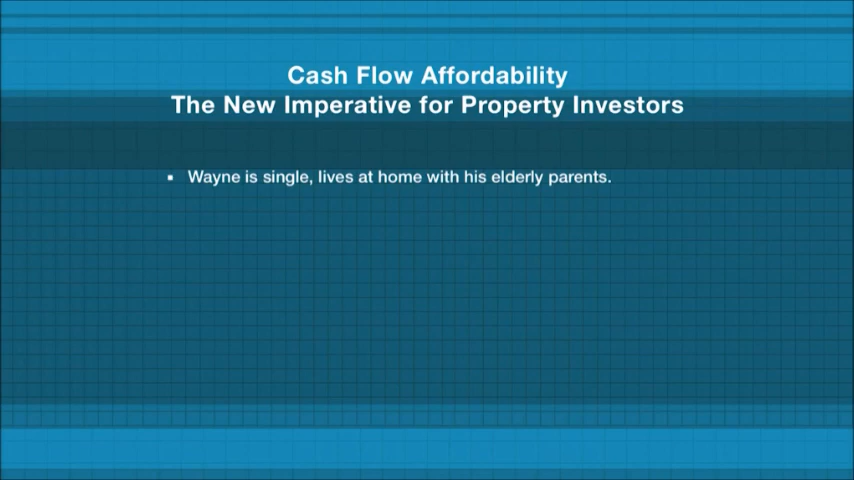 Cash Flow Affordability
The New Imperative for Property Investors
▪ Wayne is single, lives at home with his elderly parents.